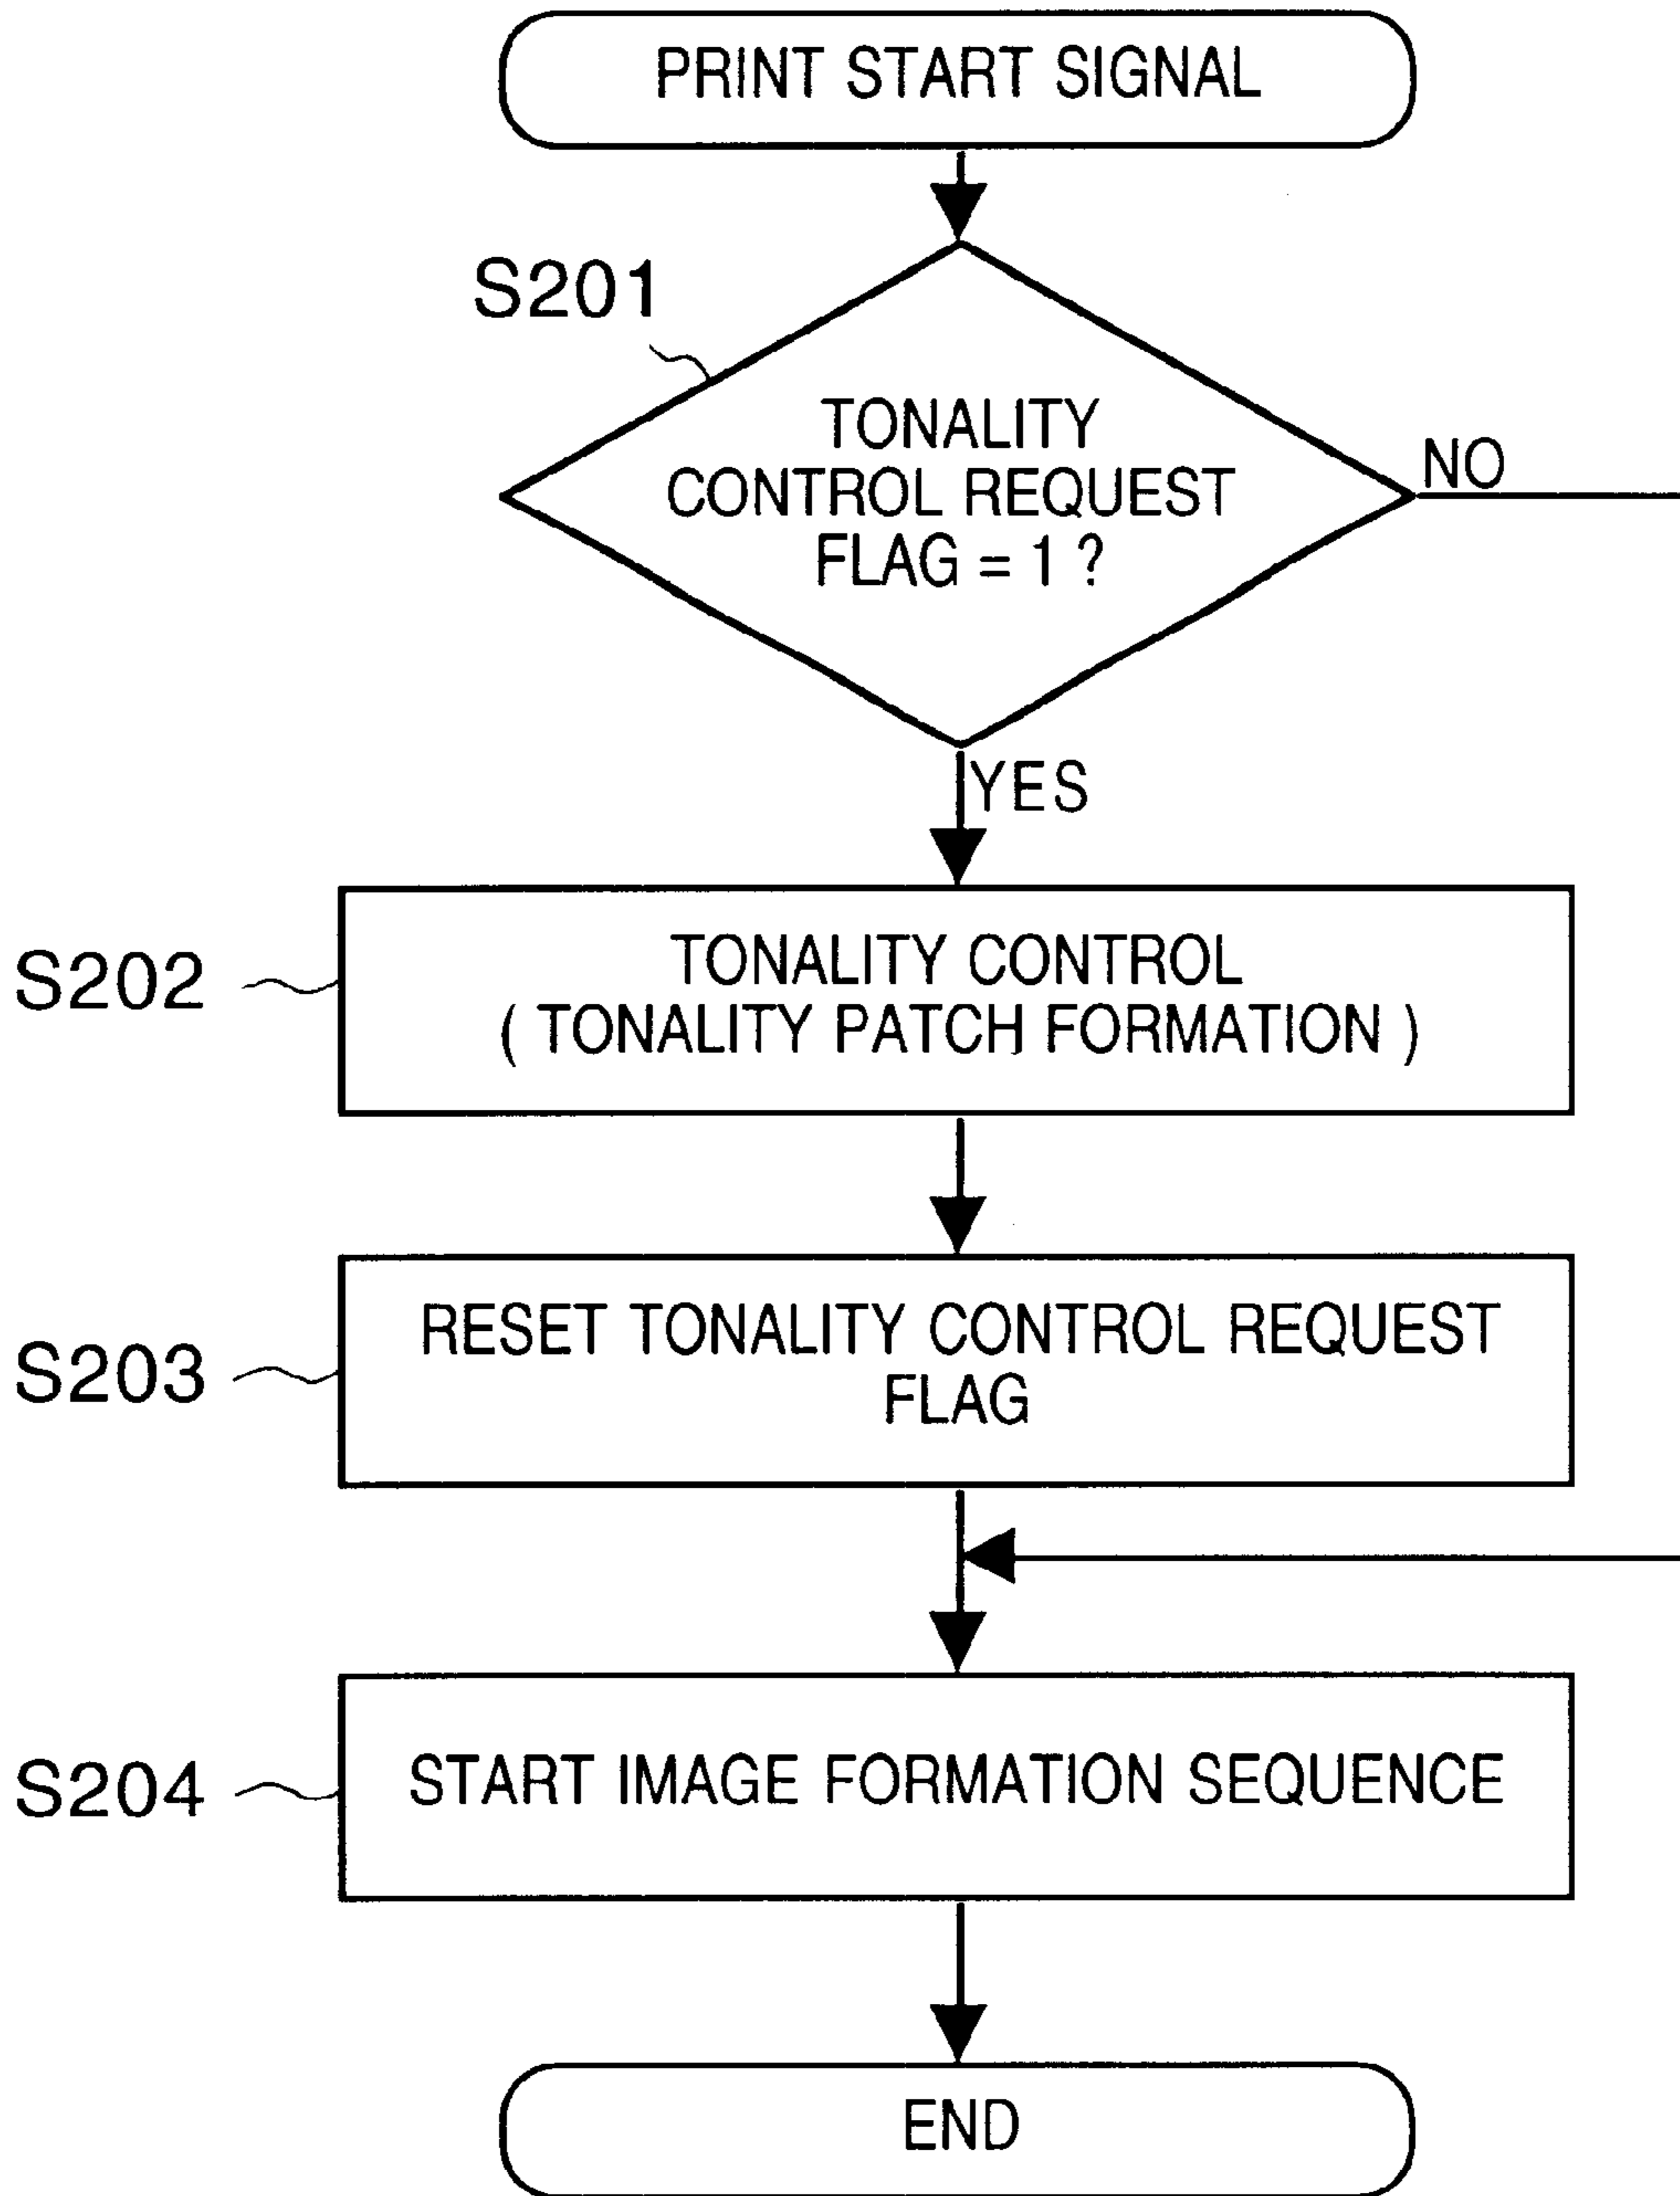 PRINT START SIGNAL
S201
TONALITY
CONTROL REQUEST
FLAG = 1 ?
NO
YES
S202
TONALITY CONTROL
( TONALITY PATCH FORMATION )
S203
RESET TONALITY CONTROL REQUEST
FLAG
S204
START IMAGE FORMATION SEQUENCE
END